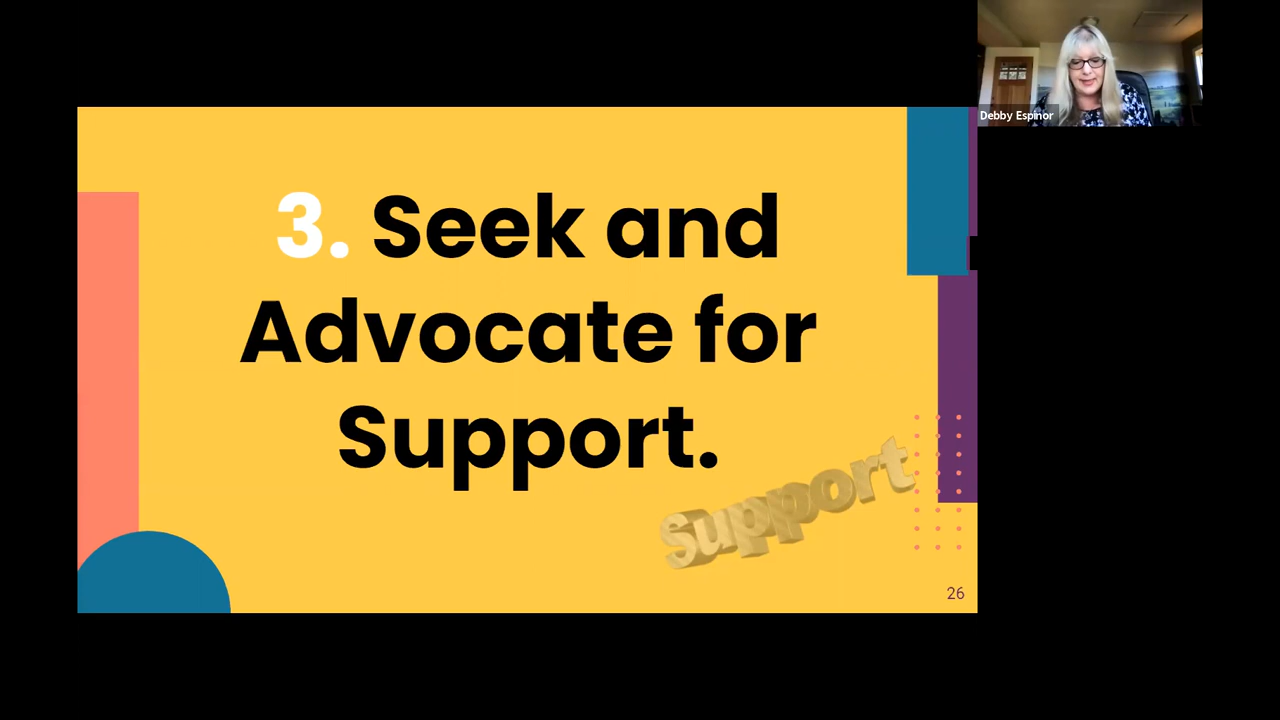 Debby Espinor
3. Seek and
Advocate for
Support.
Support
26